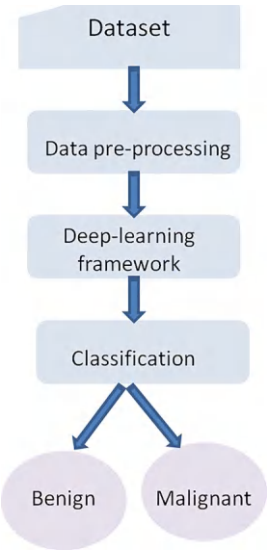 Dataset
Data pre-processing
Deep-learning
framework
Classification
Benign
Malignant